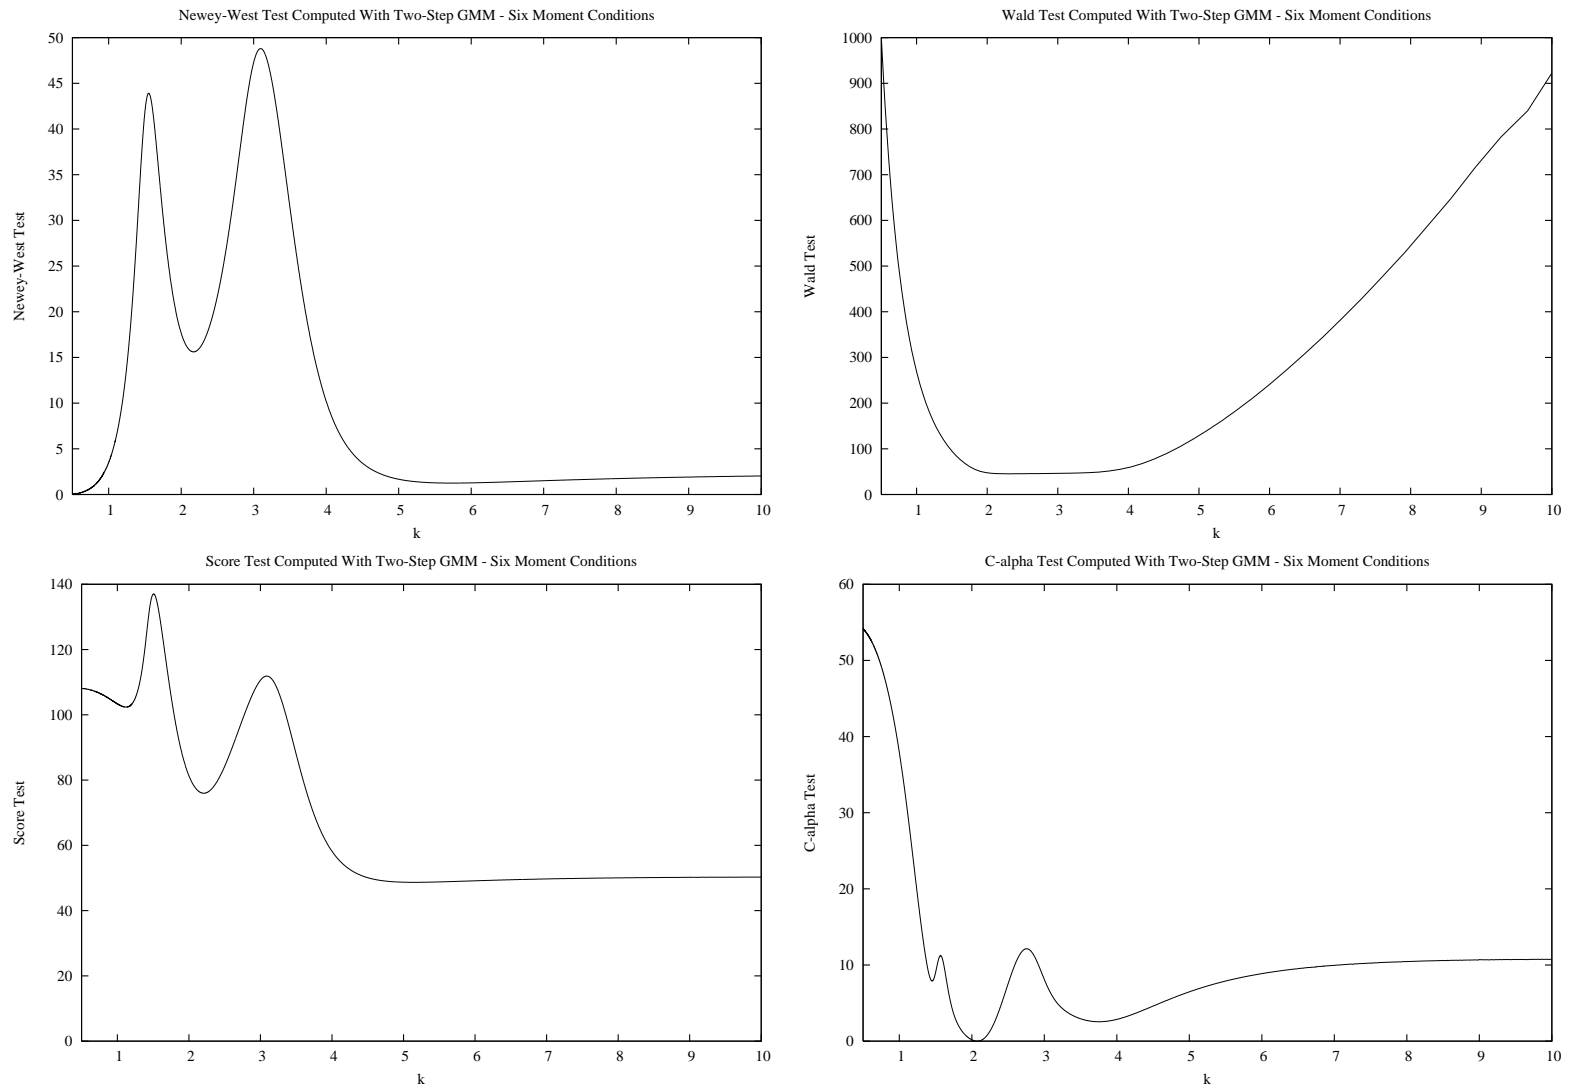 Newey-West Test Computed With Two-Step GMM - Six Moment Conditions
50
45
40
35
30
25
20
15
10
5
0
Newey-West Test
1 2 3 4 5 6 7 8 9 10
k
Wald Test Computed With Two-Step GMM - Six Moment Conditions
1000
900
800
700
600
500
400
300
200
100
0
Wald Test
1 2 3 4 5 6 7 8 9 10
k
Score Test Computed With Two-Step GMM - Six Moment Conditions
140
120
100
80
60
40
20
0
Score Test
1 2 3 4 5 6 7 8 9 10
k
C-alpha Test Computed With Two-Step GMM - Six Moment Conditions
60
50
40
30
20
10
0
C-alpha Test
1 2 3 4 5 6 7 8 9 10
k